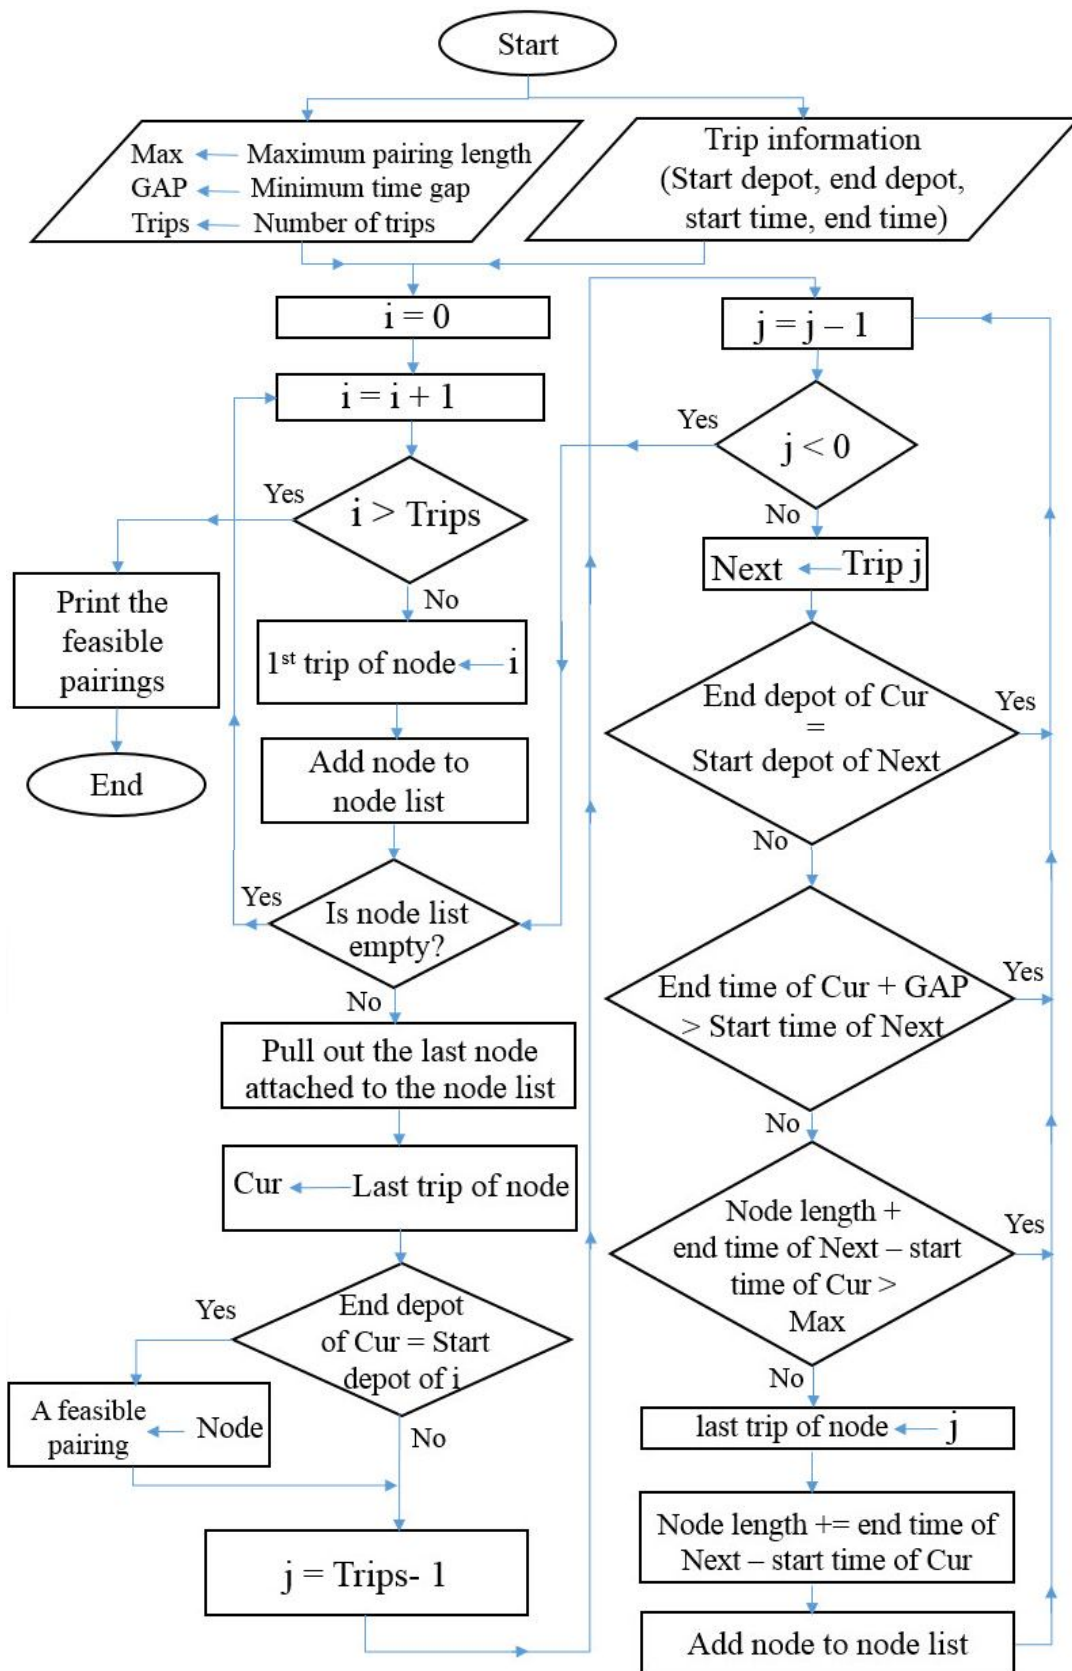 Start
Max ← Maximum pairing length
GAP ← Minimum time gap
Trips ← Number of trips
Trip information
(Start depot, end depot,
start time, end time)
i = 0
i = i + 1
i > Trips
Yes
No
Print the
feasible
pairings
End
1st trip of node ← i
Add node to
node list
Is node list
empty?
Yes
No
Pull out the last node
attached to the node list
Cur ← Last trip of node
End depot
of Cur = Start
depot of i
Yes
No
A feasible
pairing ← Node
j = Trips- 1
j = j – 1
j < 0
Yes
No
Next ← Trip j
End depot of Cur
=
Start depot of Next
Yes
No
End time of Cur + GAP
> Start time of Next
Yes
No
Node length +
end time of Next – start
time of Cur >
Max
Yes
No
last trip of node ← j
Node length += end time of
Next – start time of Cur
Add node to node list